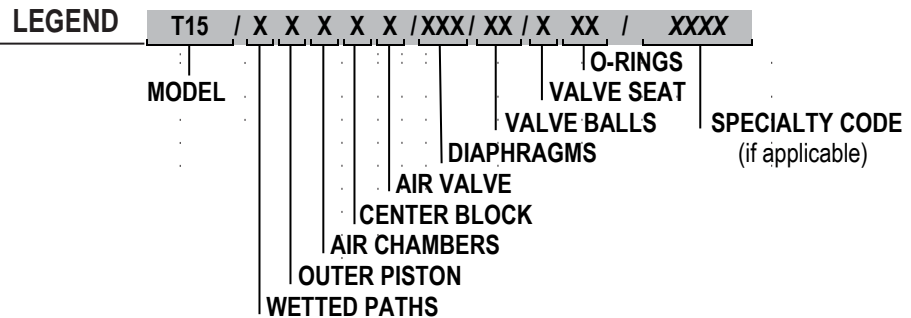 LEGEND T15 / X X X X X / XXX / XX / X XX / XXXX
O-RINGS
MODEL VALVE SEAT
VALVE BALLS SPECIALTY CODE
DIAPHRAGMS (if applicable)
AIR VALVE
CENTER BLOCK
AIR CHAMBERS
OUTER PISTON
WETTED PATHS